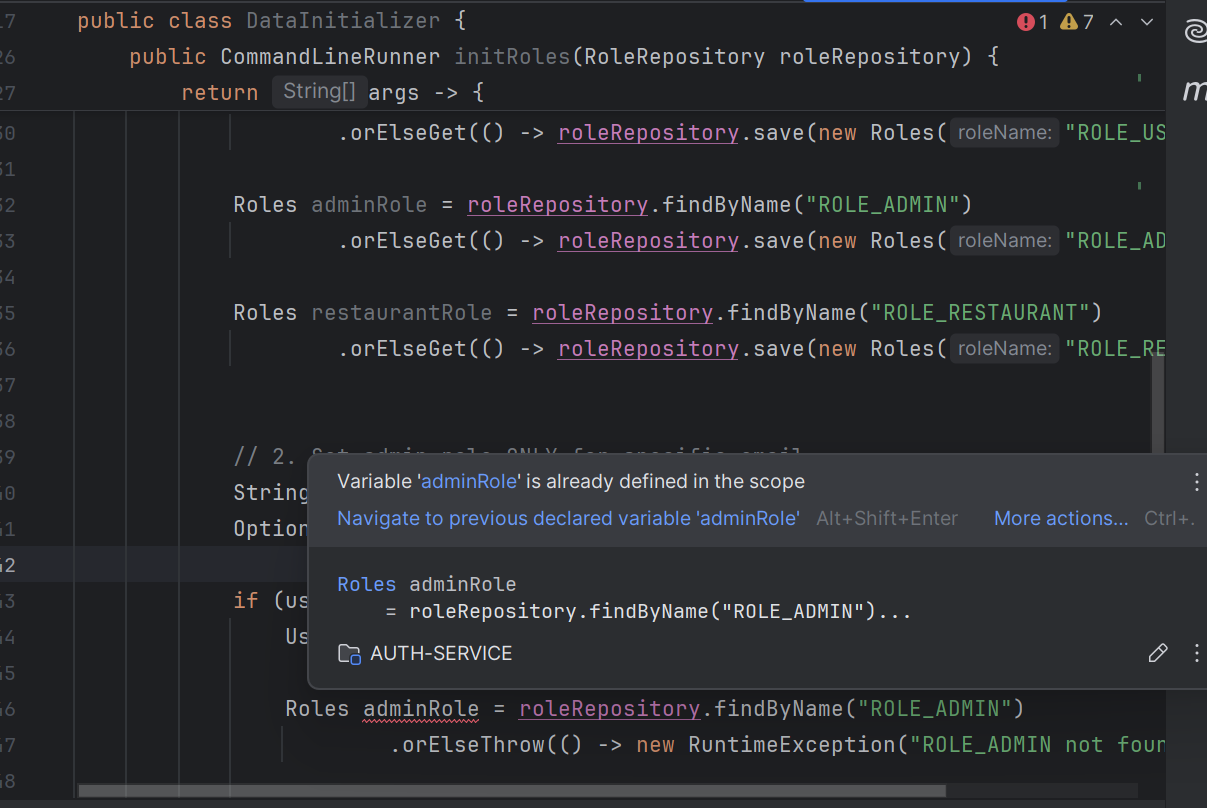 17 public class DataInitializer {
1 7
26 public CommandLineRunner initRoles(RoleRepository roleRepository) {
27 return String[] args -> {
m
30 .orElseGet(() -> roleRepository.save(new Roles( roleName: "ROLE_US
31
32 Roles adminRole = roleRepository.findByName("ROLE_ADMIN")
33 .orElseGet(() -> roleRepository.save(new Roles( roleName: "ROLE_AD
34
35 Roles restaurantRole = roleRepository.findByName("ROLE_RESTAURANT")
36 .orElseGet(() -> roleRepository.save(new Roles( roleName: "ROLE_RE
37
38
39 // 2. Set admin role ONLY for specific email
Variable 'adminRole' is already defined in the scope
40 String
Navigate to previous declared variable 'adminRole' Alt+Shift+Enter More actions... Ctrl+.
41 Option
42
Roles adminRole
43 if (us
= roleRepository.findByName("ROLE_ADMIN")...
44 Us
AUTH-SERVICE
45
46 Roles adminRole = roleRepository.findByName("ROLE_ADMIN")
47 .orElseThrow(() -> new RuntimeException("ROLE_ADMIN not foun
48